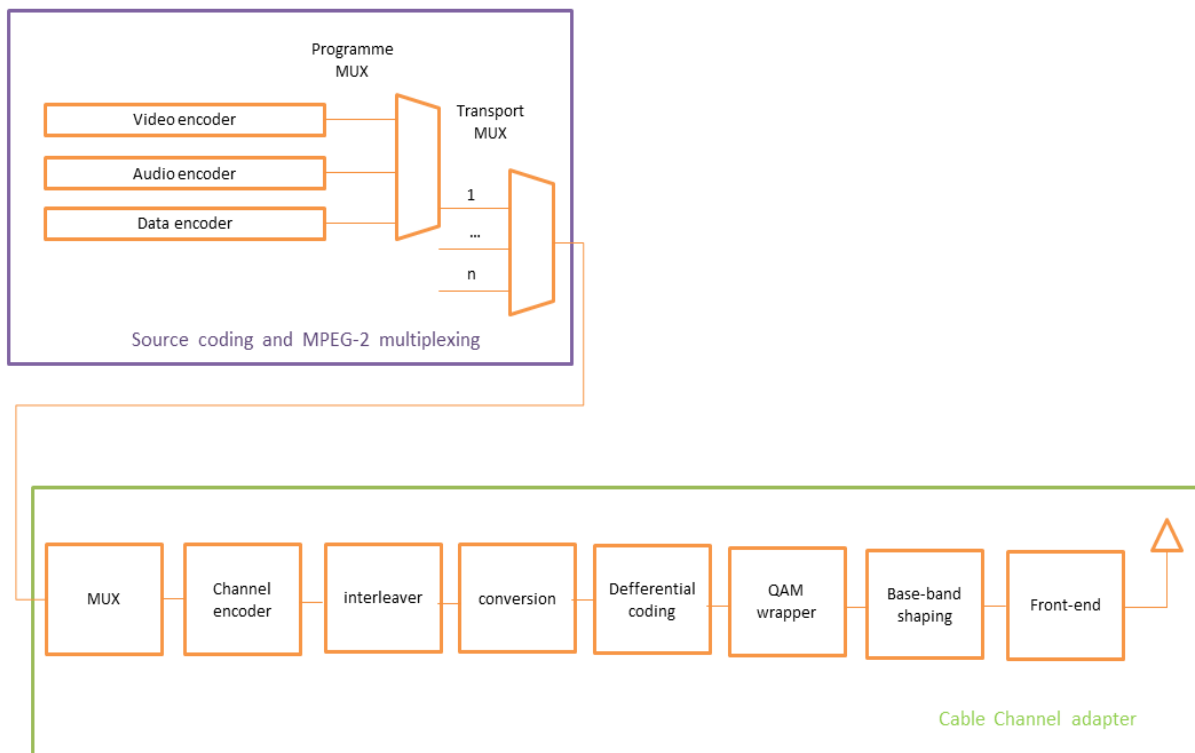 Programme
MUX
Transport
MUX
Video encoder
Audio encoder
Data encoder
1
...
n
Source coding and MPEG-2 multiplexing
MUX
Channel
encoder
interleaver
conversion
Defferential
coding
QAM
wrapper
Base-band
shaping
Front-end
Cable Channel adapter